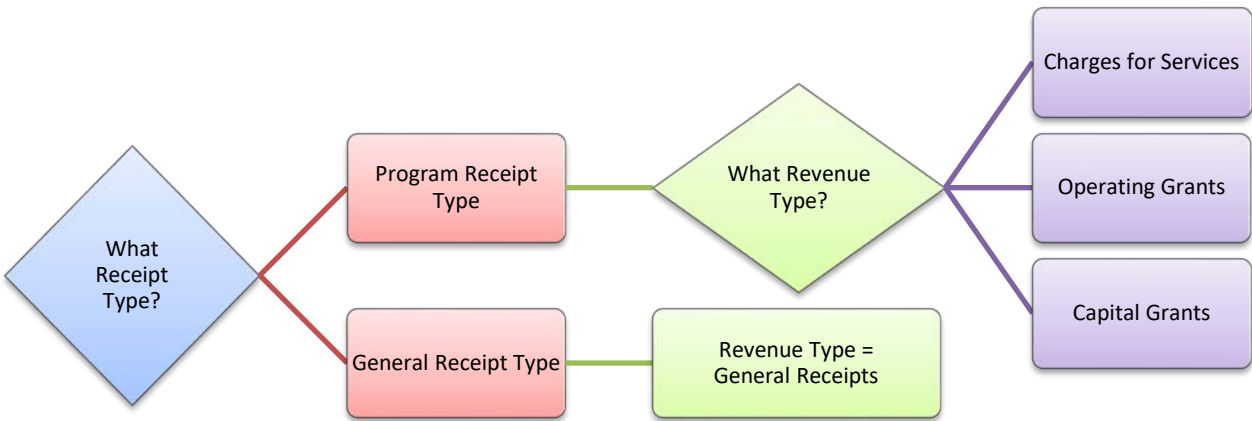 What
Receipt
Type?
Program Receipt
Type
General Receipt Type
What Revenue
Type?
Revenue Type =
General Receipts
Charges for Services
Operating Grants
Capital Grants